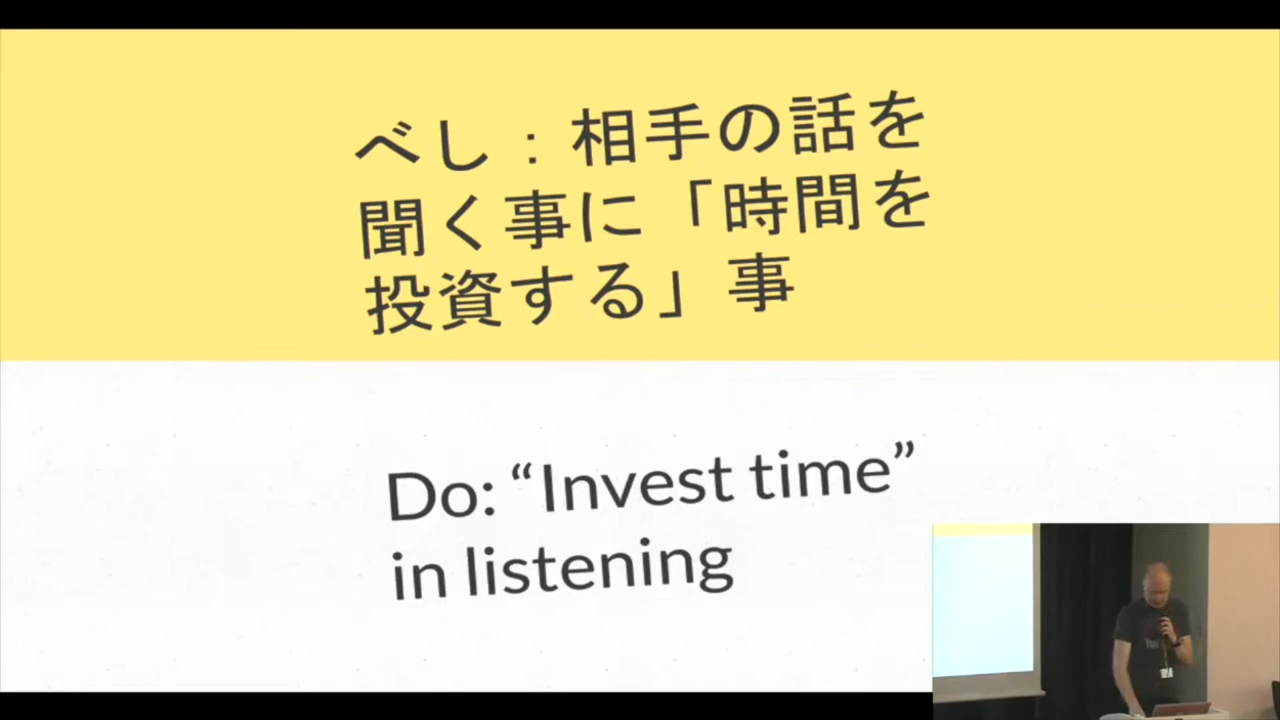 べし：相手の話を
聞く事に「時間を
投資する」事
Do: “Invest time”
in listening